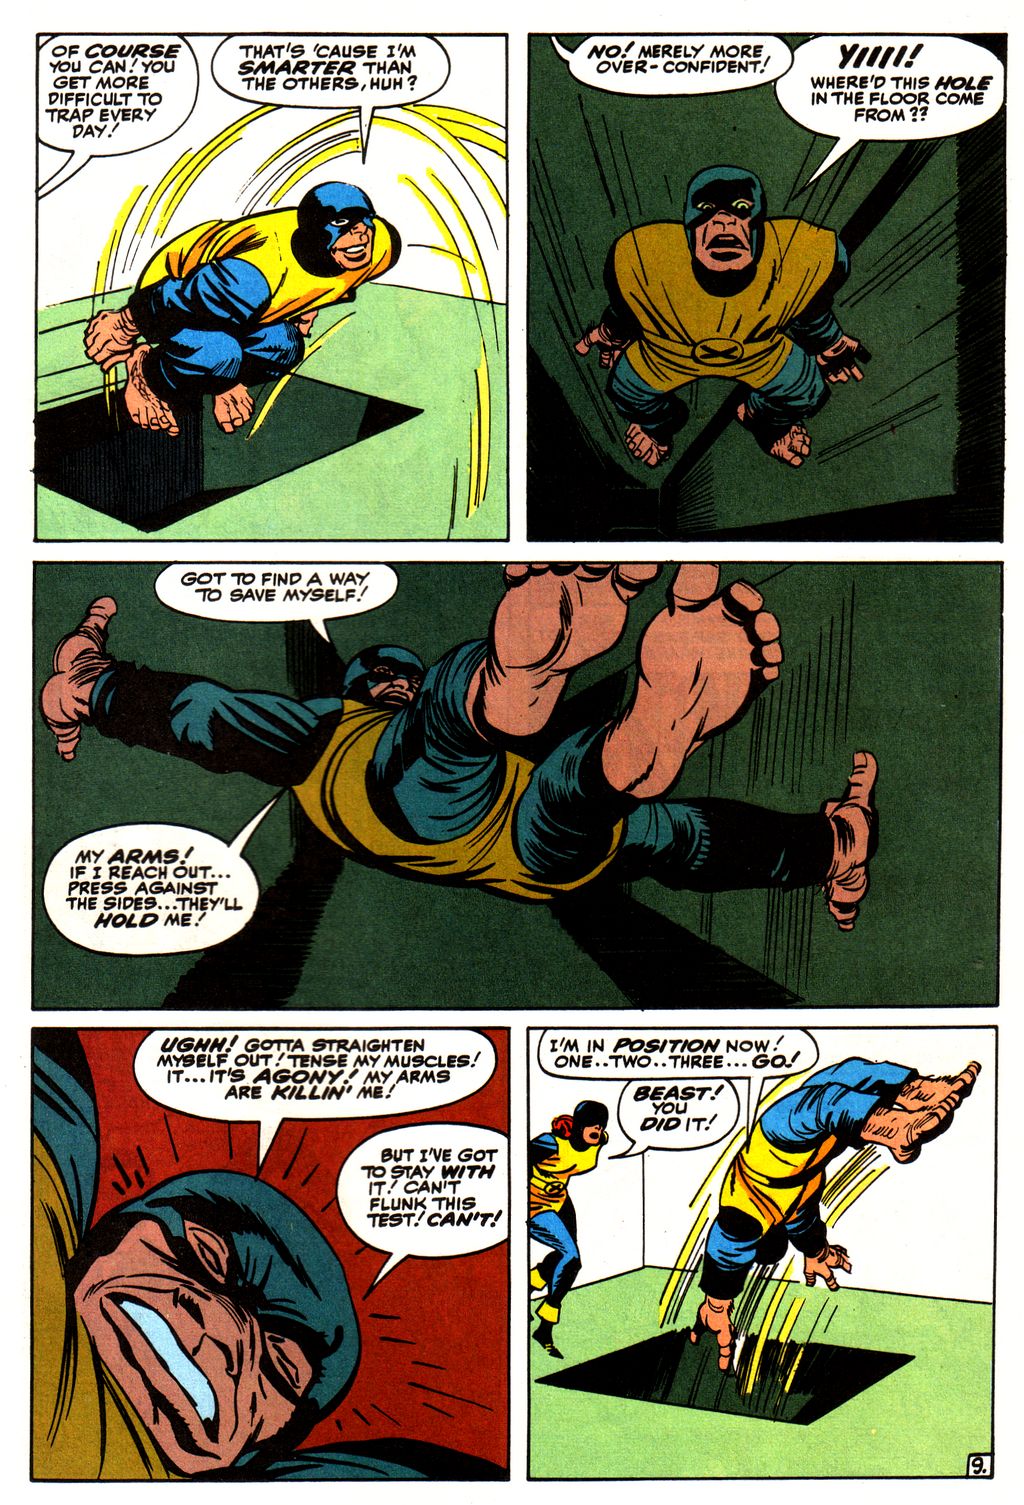 OF COURSE
YOU CAN! YOU
GET MORE
DIFFICULT TO
TRAP EVERY
DAY!
THAT'S 'CAUSE I'M
SMARTER THAN
THE OTHERS, HUH?
NO! MERELY MORE
OVER-CONFIDENT!
YIIIII!
WHERE'D THIS HOLE
IN THE FLOOR COME
FROM??
GOT TO FIND A WAY
TO SAVE MYSELF!
MY ARMS!
IF I REACH OUT...
PRESS AGAINST
THE SIDES...THEY'LL
HOLD ME!
UGHH! GOTTA STRAIGHTEN
MYSELF OUT! TENSE MY MUSCLES!
IT...IT'S AGONY! MY ARMS
ARE KILLIN' ME!
BUT I'VE GOT
TO STAY WITH
IT! CAN'T
FLUNK THIS
TEST! CAN'T!
I'M IN POSITION NOW!
ONE..TWO..THREE...GO!
BEAST!
YOU
DID IT!
9.